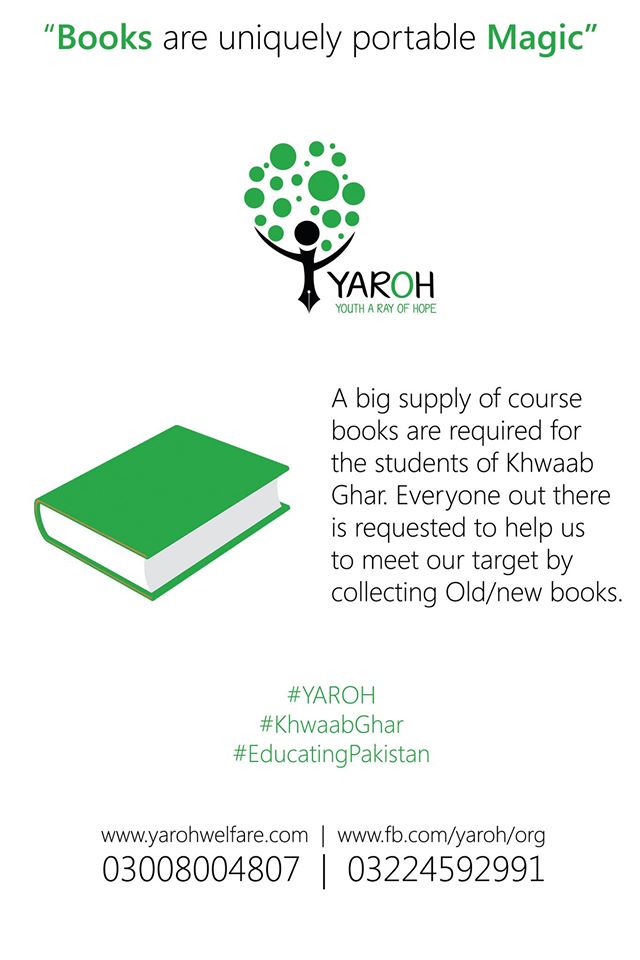 “Books are uniquely portable Magic”
YAROH
YOUTH A RAY OF HOPE
A big supply of course
books are required for
the students of Khwaab
Ghar. Everyone out there
is requested to help us
to meet our target by
collecting Old/new books.
#YAROH
#KhwaabGhar
#EducatingPakistan
www.yarohwelfare.com | www.fb.com/yaroh/org
03008004807 | 03224592991